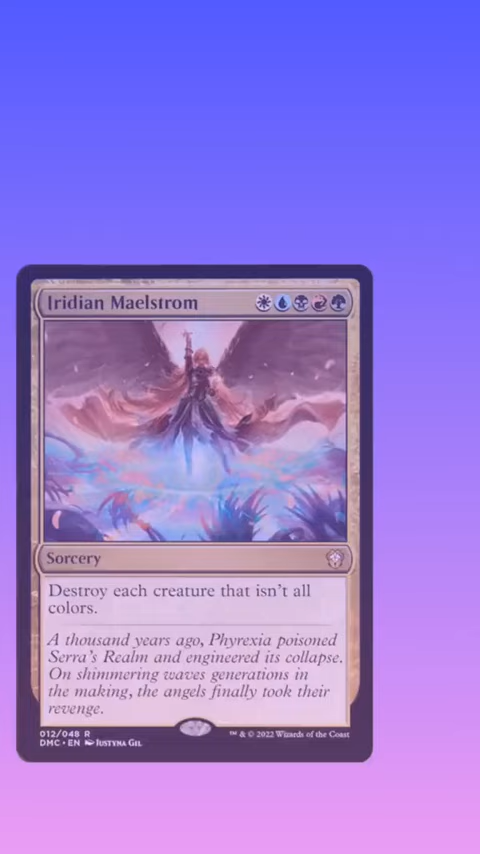 Iridian Maelstrom
Sorcery
Destroy each creature that isn't all
colors.
A thousand years ago, Phyrexia poisoned
Serra's Realm and engineered its collapse.
On shimmering waves generations in
the making, the angels finally took their
revenge.
012/048 R
DMC • EN Justyna Gil
™ & © 2022 Wizards of the Coast